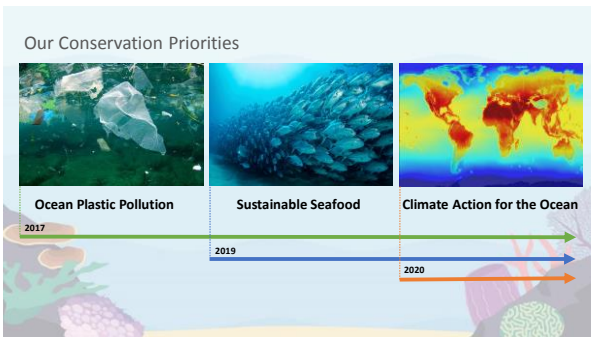 Our Conservation Priorities
Ocean Plastic Pollution
Sustainable Seafood
Climate Action for the Ocean
2017
2019
2020